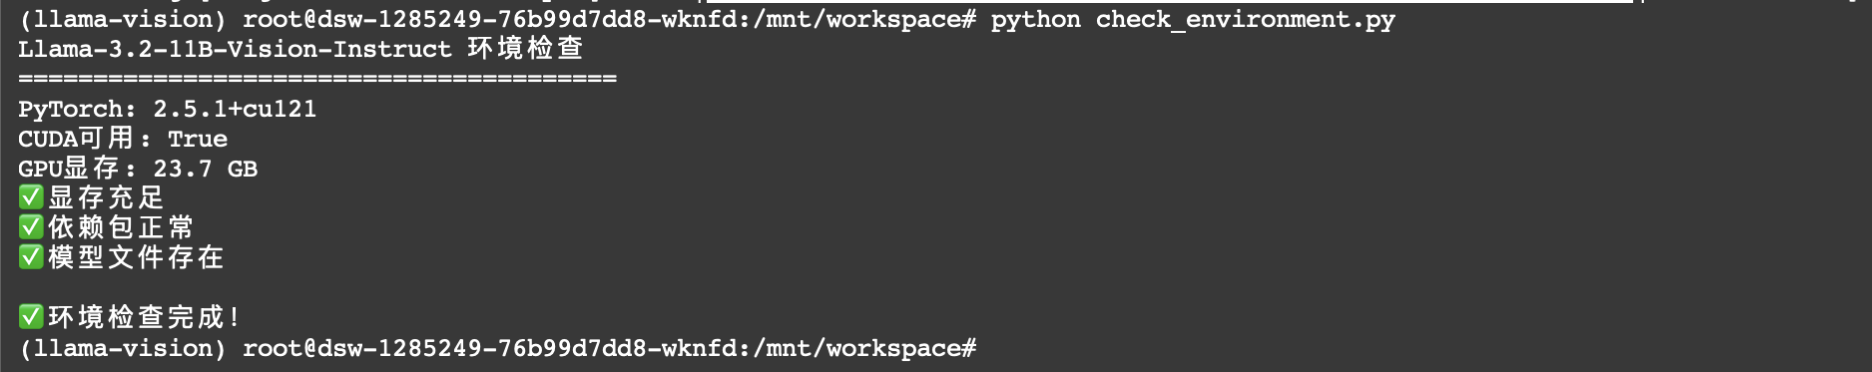 (llama-vision) root@dsw-1285249-76b99d7dd8-wknfd:/mnt/workspace# python check_environment.py
Llama-3.2-11B-Vision-Instruct 环境检查
========================================
PyTorch: 2.5.1+cu121
CUDA可用: True
GPU显存: 23.7 GB
✅显存充足
✅依赖包正常
✅模型文件存在
✅环境检查完成!
(llama-vision) root@dsw-1285249-76b99d7dd8-wknfd:/mnt/workspace#